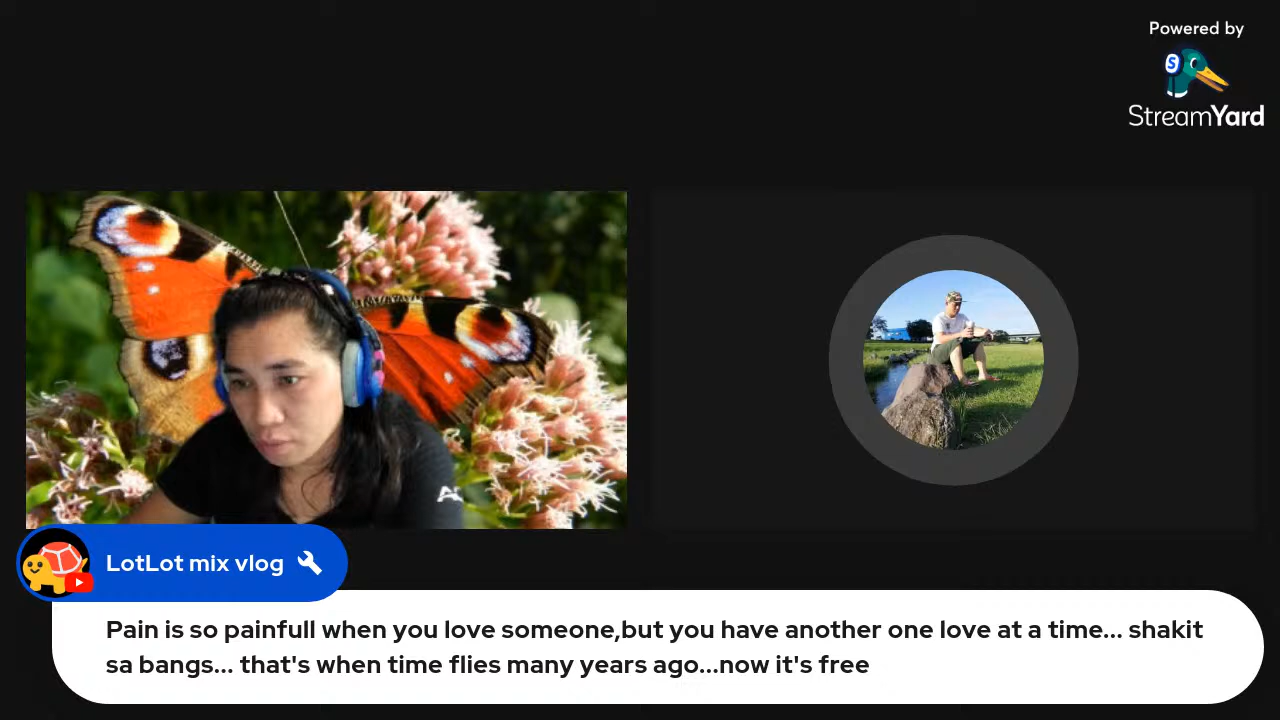 Powered by
S
StreamYard
LotLot mix vlog
Pain is so painfull when you love someone,but you have another one love at a time... shakit
sa bangs... that's when time flies many years ago...now it's free